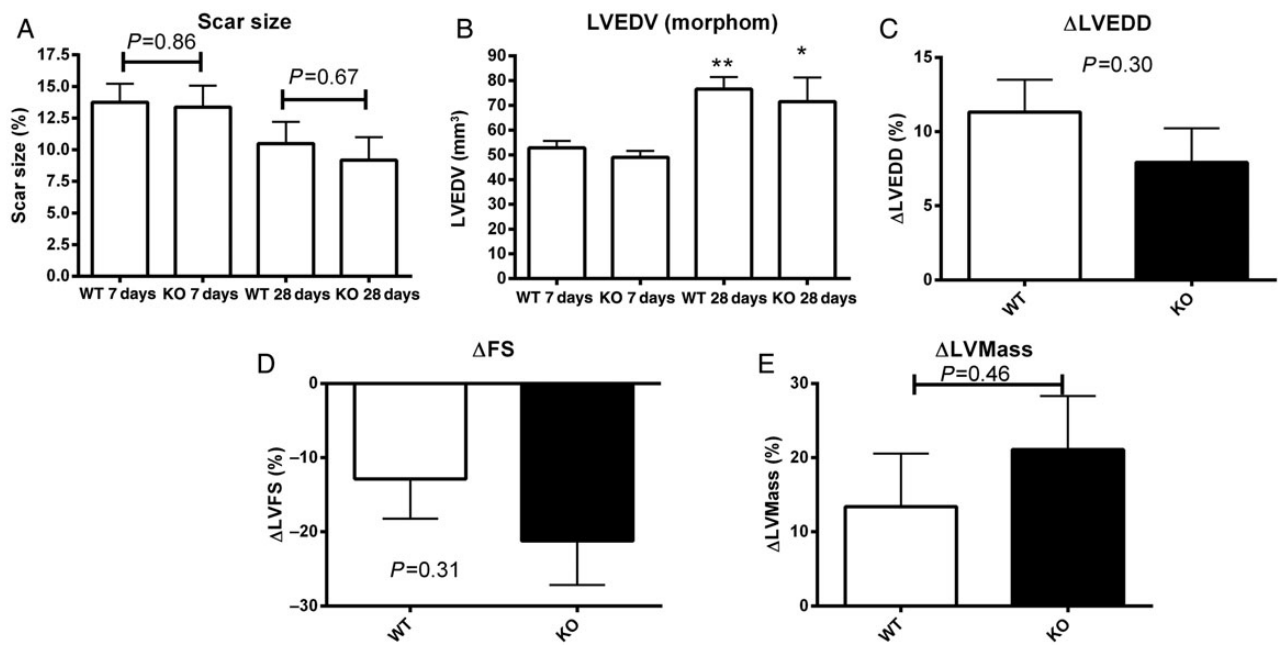 A
Scar size
P=0.86
P=0.67
Scar size (%)
17.5
15.0
12.5
10.0
7.5
5.0
2.5
0.0
WT 7 days
KO 7 days
WT 28 days
KO 28 days
B
LVEDV (morphom)
**
*
LVEDV (mm³)
90
80
70
60
50
40
30
20
10
0
WT 7 days
KO 7 days
WT 28 days
KO 28 days
C
ΔLVEDD
P=0.30
ΔLVEDD (%)
15
10
5
0
WT
KO
D
ΔFS
ΔLVFS (%)
0
–10
–20
–30
P=0.31
WT
KO
E
ΔLVMass
P=0.46
ΔLVMass (%)
30
20
10
0
WT
KO